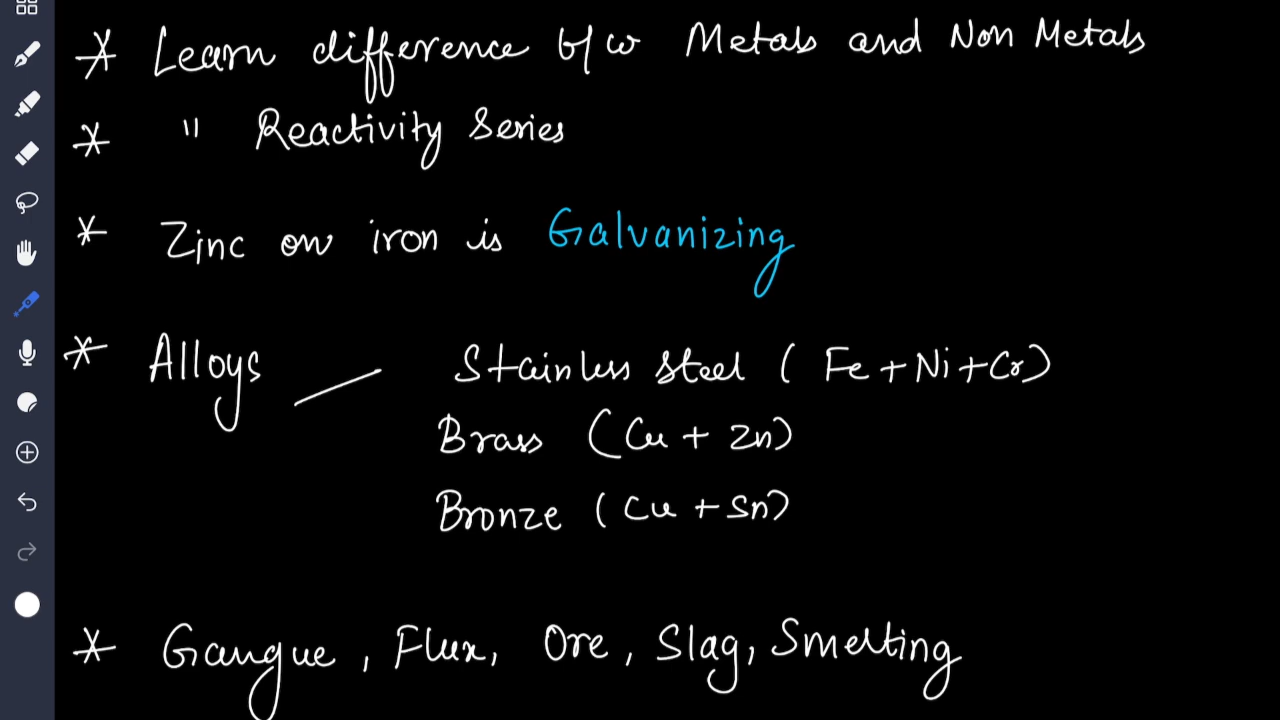 * Learn difference b/w Metals and Non Metals
* " Reactivity Series
* Zinc on iron is Galvanizing
* Alloys — Stainless steel (Fe+Ni+Cr)
Brass (Cu + Zn)
Bronze (Cu + Sn)
* Gangue, Flux, Ore, Slag, Smelting